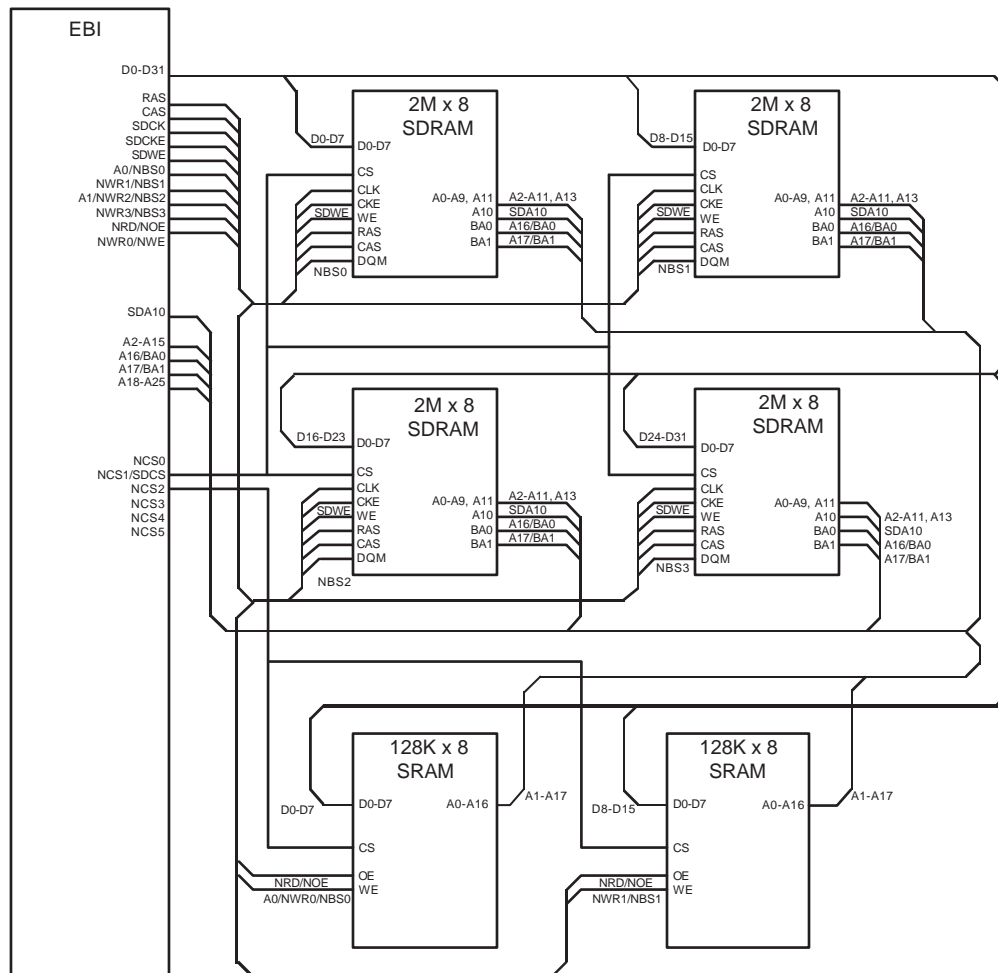 EBI
D0-D31
RAS
CAS
SDCK
SDCKE
SDWE
A0/NBS0
NWR1/NBS1
A1/NWR2/NBS2
NWR3/NBS3
NRD/NOE
NWR0/NWE
SDA10
A2-A15
A16/BA0
A17/BA1
A18-A25
NCS0
NCS1/SDCS
NCS2
NCS3
NCS4
NCS5
2M x 8
SDRAM
D0-D7
D0-D7
CS
CLK
CKE
SDWE
WE
RAS
CAS
DQM
NBS0
A0-A9, A11
A10
BA0
BA1
A2-A11, A13
SDA10
A16/BA0
A17/BA1
2M x 8
SDRAM
D8-D15
D0-D7
CS
CLK
CKE
SDWE
WE
RAS
CAS
DQM
NBS1
A0-A9, A11
A10
BA0
BA1
A2-A11, A13
SDA10
A16/BA0
A17/BA1
2M x 8
SDRAM
D16-D23
D0-D7
CS
CLK
CKE
SDWE
WE
RAS
CAS
DQM
NBS2
A0-A9, A11
A10
BA0
BA1
A2-A11, A13
SDA10
A16/BA0
A17/BA1
2M x 8
SDRAM
D24-D31
D0-D7
CS
CLK
CKE
SDWE
WE
RAS
CAS
DQM
NBS3
A0-A9, A11
A10
BA0
BA1
A2-A11, A13
SDA10
A16/BA0
A17/BA1
128K x 8
SRAM
D0-D7
D0-D7
A0-A16
A1-A17
CS
OE
NRD/NOE
WE
A0/NWR0/NBS0
128K x 8
SRAM
D8-D15
D0-D7
A0-A16
A1-A17
CS
OE
NRD/NOE
WE
NWR1/NBS1